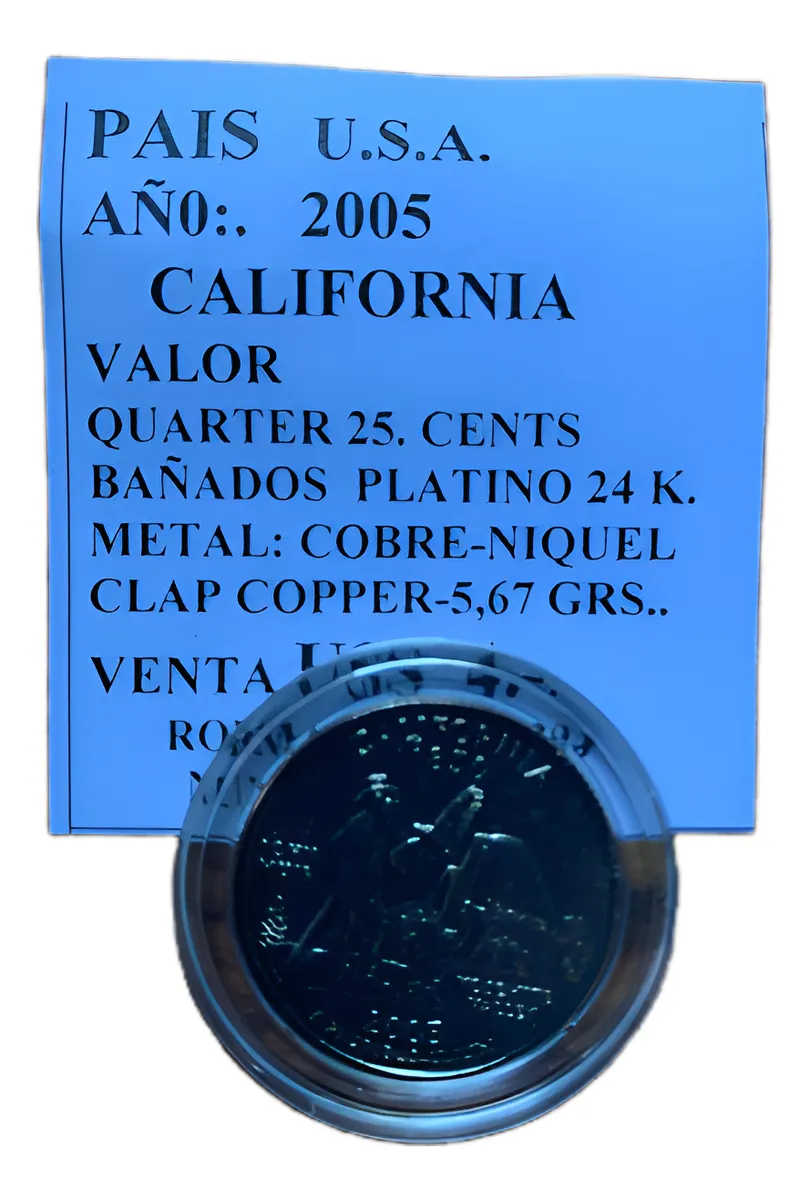 PAIS U.S.A.
AÑ0:. 2005
CALIFORNIA
VALOR
QUARTER 25. CENTS
BAÑADOS PLATINO 24 K.
METAL: COBRE-NIQUEL
CLAP COPPER-5,67 GRS..
VENTA